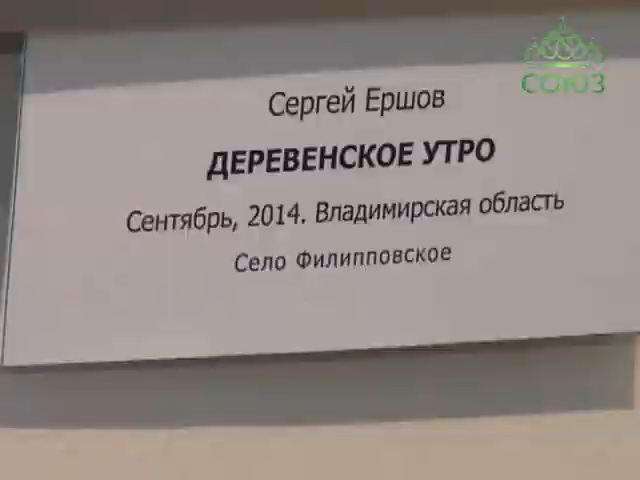 СОЮЗ
Сергей Ершов
ДЕРЕВЕНСКОЕ УТРО
Сентябрь, 2014. Владимирская область
Село Филипповское